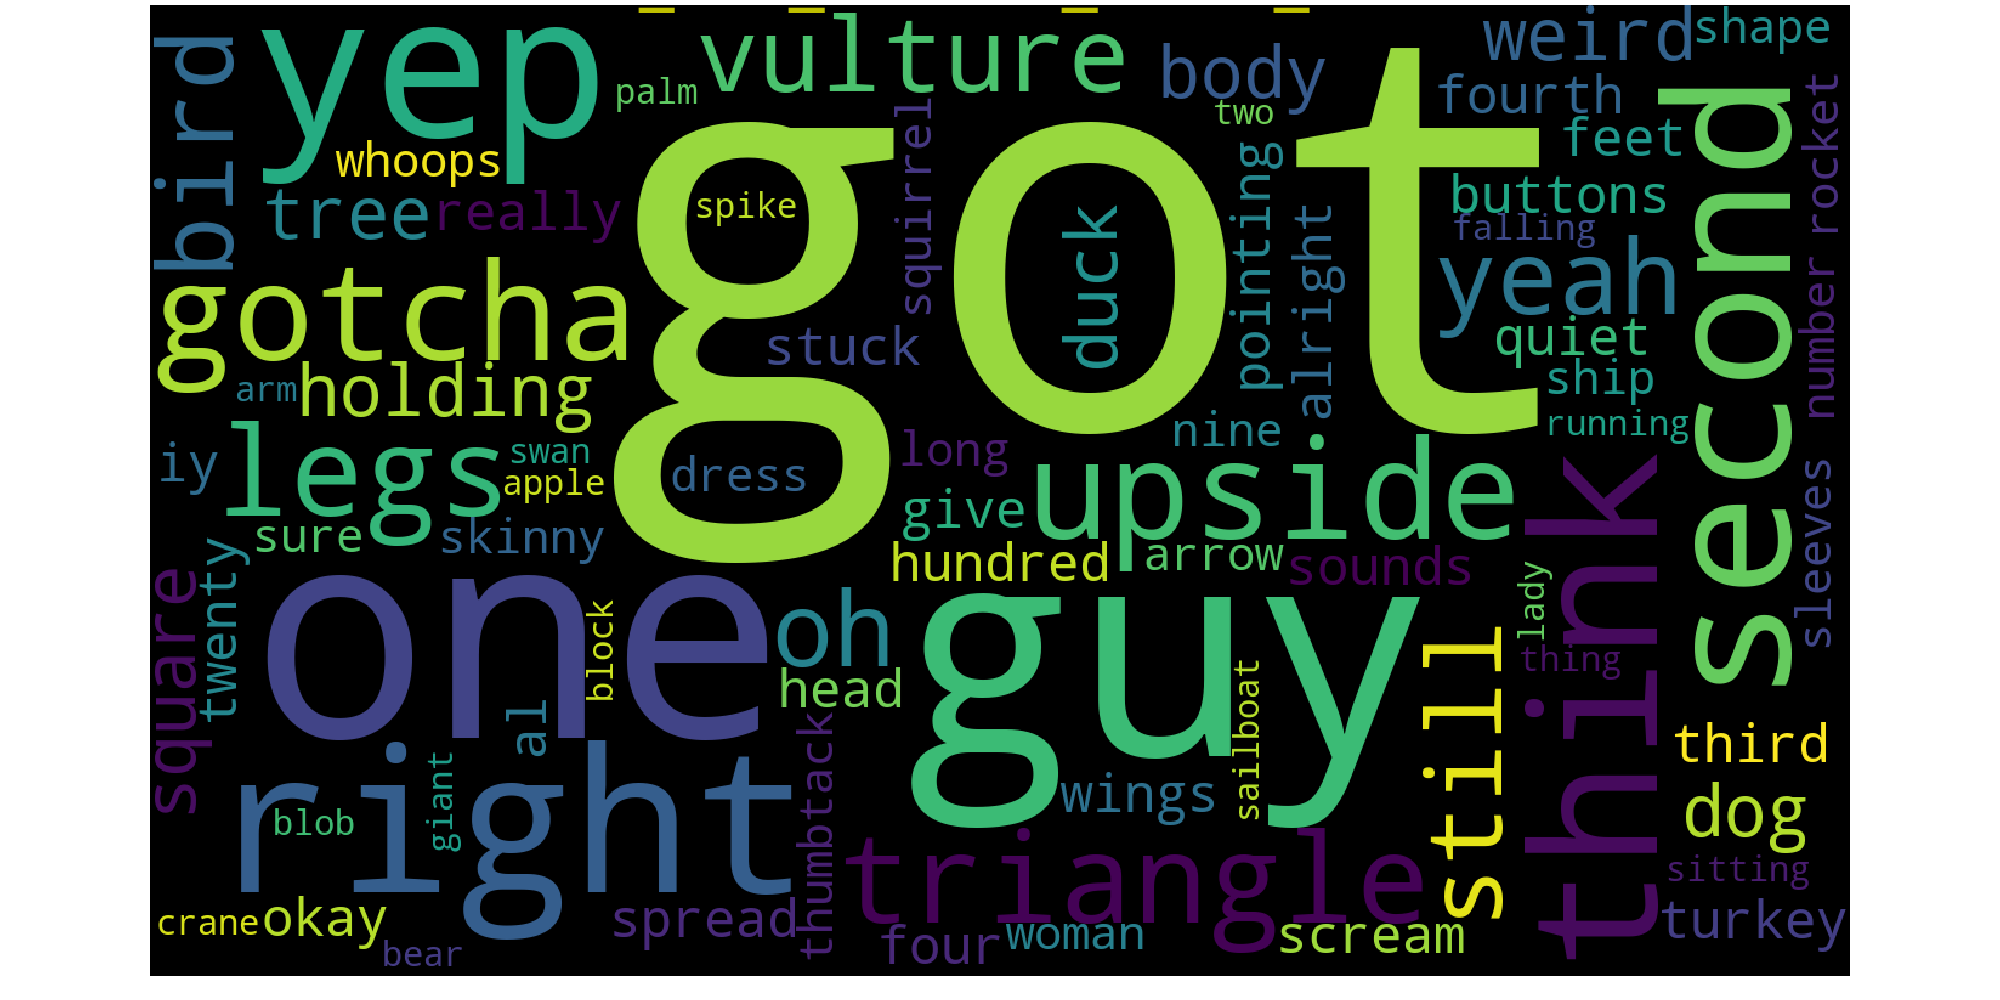 yep
vulture
body
weird
shape
bird
palm
two
fourth
whoops
squirrel
feet
number
rocket
tree
really
spike
duck
pointing
alright
buttons
falling
second
gotcha
got
yeah
stuck
quiet
arm
holding
ship
running
iy
legs
swan
apple
dress
long
nine
upside
sure
skinny
give
hundred
arrow
sounds
think
sleeves
square
twenty
one
block
oh
head
guy
sailboat
still
lady
thing
right
al
blob
giant
thumbtack
wings
third
dog
triangle
sitting
crane
okay
bear
spread
four
woman
scream
turkey